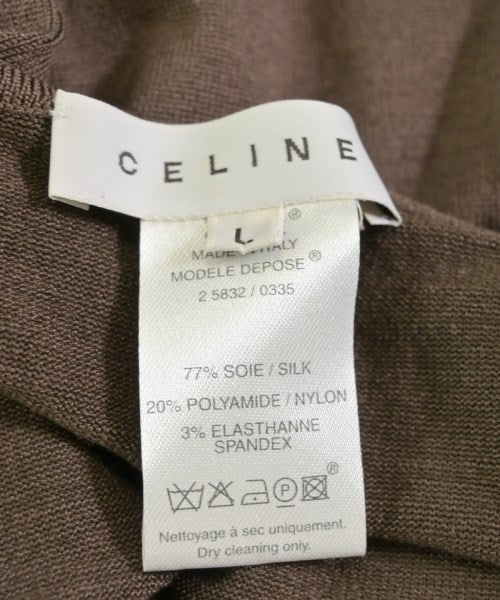 CELINE
L
®
MADE IN ITALY
MODELE DEPOSE®
2 5832 / 0335
77% SOIE / SILK
20% POLYAMIDE / NYLON
3% ELASTHANNE
SPANDEX
P ®
Nettoyage à sec uniquement.
Dry cleaning only.